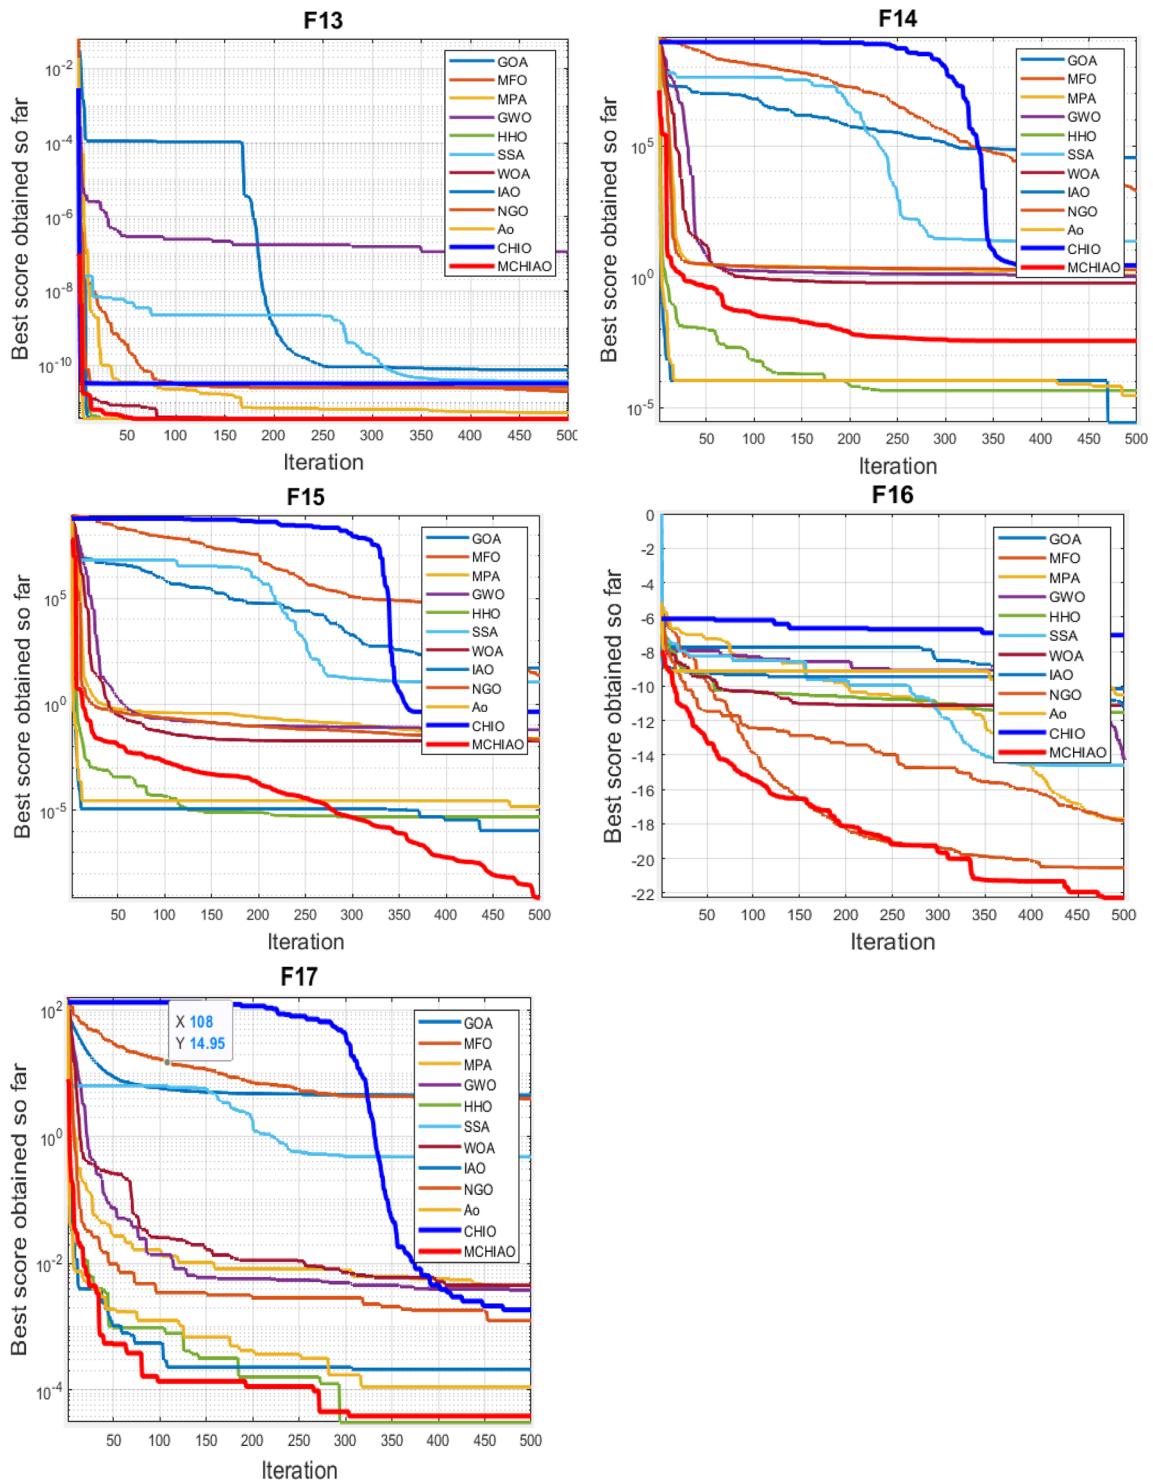 F13
Best score obtained so far
10^-2
10^-4
10^-6
10^-8
10^-10
50 100 150 200 250 300 350 400 450 500
Iteration
GOA
MFO
MPA
GWO
HHO
SSA
WOA
IAO
NGO
Ao
CHIO
MCHIAO
F14
Best score obtained so far
10^5
10^0
10^-5
50 100 150 200 250 300 350 400 450 500
Iteration
GOA
MFO
MPA
GWO
HHO
SSA
WOA
IAO
NGO
Ao
CHIO
MCHIAO
F15
Best score obtained so far
10^5
10^0
10^-5
50 100 150 200 250 300 350 400 450 500
Iteration
GOA
MFO
MPA
GWO
HHO
SSA
WOA
IAO
NGO
Ao
CHIO
MCHIAO
F16
Best score obtained so far
0
-2
-4
-6
-8
-10
-12
-14
-16
-18
-20
-22
50 100 150 200 250 300 350 400 450 500
Iteration
GOA
MFO
MPA
GWO
HHO
SSA
WOA
IAO
NGO
Ao
CHIO
MCHIAO
F17
Best score obtained so far
10^2
10^0
10^-2
10^-4
X 108
Y 14.95
50 100 150 200 250 300 350 400 450 500
Iteration
GOA
MFO
MPA
GWO
HHO
SSA
WOA
IAO
NGO
Ao
CHIO
MCHIAO